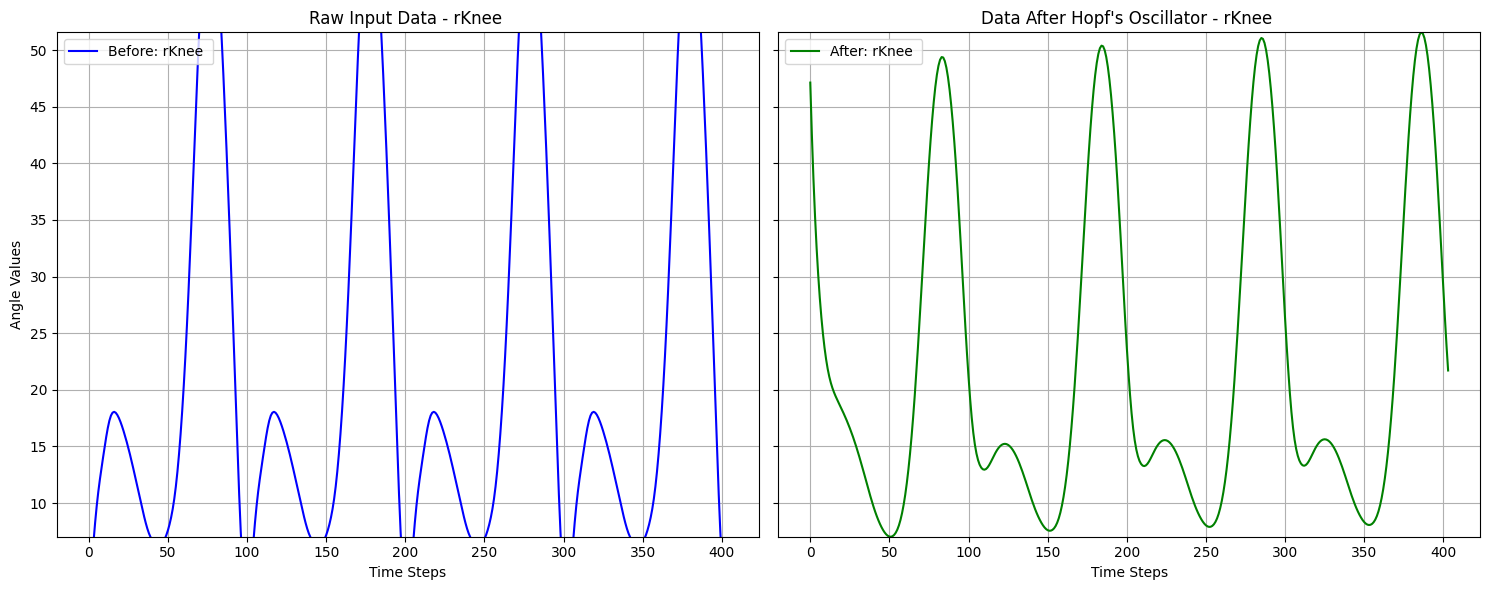 Raw Input Data - rKnee
Before: rKnee
50
45
40
35
30
25
20
15
10
Angle Values
0 50 100 150 200 250 300 350 400
Time Steps
Data After Hopf's Oscillator - rKnee
After: rKnee
0 50 100 150 200 250 300 350 400
Time Steps